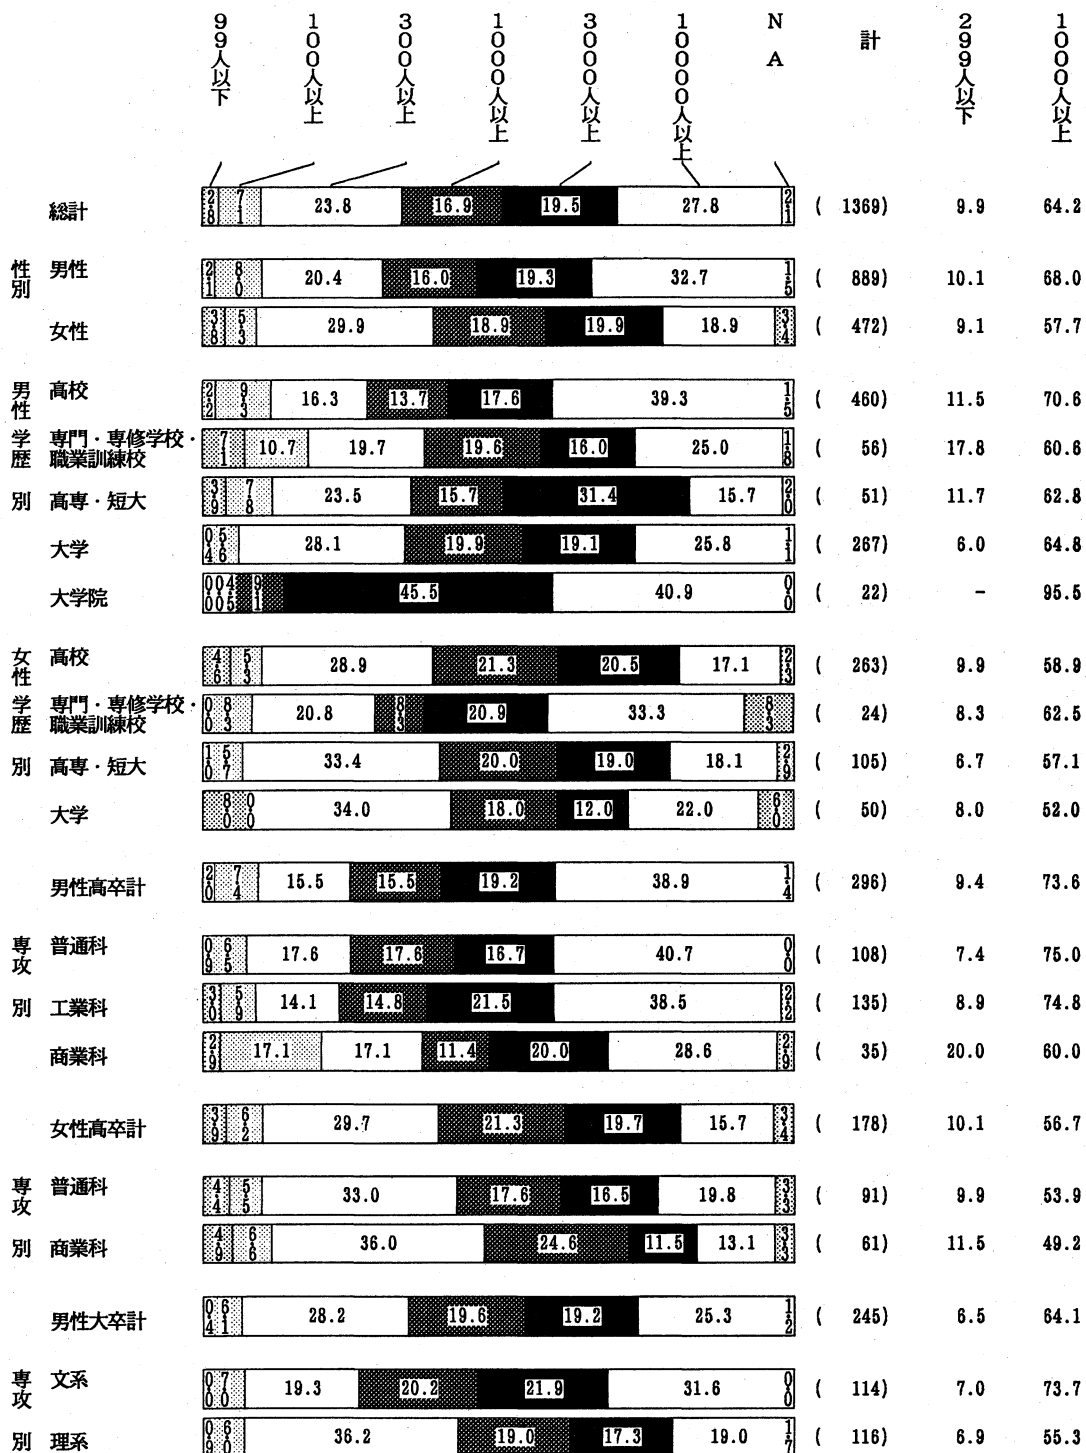 99人以下 100人以上 300人以上 1000人以上 3000人以上 10000人以上 NA 計 299人以下 1000人以上
総計 2.8 7.1 23.8 16.9 19.5 27.8 2.1 ( 1369) 9.9 64.2
性別 男性 2.1 8.0 20.4 16.0 19.3 32.7 1.5 ( 889) 10.1 68.0
女性 3.8 5.3 29.9 18.9 19.9 18.9 3.4 ( 472) 9.1 57.7
男性学歴別 高校 2.2 9.3 16.3 13.7 17.6 39.3 1.5 ( 460) 11.5 70.6
専門・専修学校・職業訓練校 7.1 10.7 19.7 19.6 16.0 25.0 1.8 ( 56) 17.8 60.6
高専・短大 3.9 7.8 23.5 15.7 31.4 15.7 2.0 ( 51) 11.7 62.8
大学 0.4 5.6 28.1 19.9 19.1 25.8 1.1 ( 267) 6.0 64.8
大学院 0.0 0.0 4.5 9.1 45.5 40.9 0.0 ( 22) - 95.5
女性学歴別 高校 4.6 5.3 28.9 21.3 20.5 17.1 2.3 ( 263) 9.9 58.9
専門・専修学校・職業訓練校 0.0 8.3 20.8 8.3 20.9 33.3 8.3 ( 24) 8.3 62.5
高専・短大 1.0 5.7 33.4 20.0 19.0 18.1 2.9 ( 105) 6.7 57.1
大学 8.0 0.0 34.0 18.0 12.0 22.0 6.0 ( 50) 8.0 52.0
男性高卒計 2.0 7.4 15.5 15.5 19.2 38.9 1.4 ( 296) 9.4 73.6
専攻別 普通科 0.9 6.5 17.6 17.6 16.7 40.7 0.0 ( 108) 7.4 75.0
工業科 3.0 5.9 14.1 14.8 21.5 38.5 2.2 ( 135) 8.9 74.8
商業科 2.9 17.1 17.1 11.4 20.0 28.6 2.9 ( 35) 20.0 60.0
女性高卒計 3.9 6.2 29.7 21.3 19.7 15.7 3.4 ( 178) 10.1 56.7
専攻別 普通科 4.4 5.5 33.0 17.6 16.5 19.8 3.3 ( 91) 9.9 53.9
商業科 4.9 6.6 36.0 24.6 11.5 13.1 3.3 ( 61) 11.5 49.2
男性大卒計 0.4 6.1 28.2 19.6 19.2 25.3 1.2 ( 245) 6.5 64.1
専攻別 文系 0.0 7.0 19.3 20.2 21.9 31.6 0.0 ( 114) 7.0 73.7
理系 0.9 6.0 36.2 19.0 17.3 19.0 1.7 ( 116) 6.9 55.3